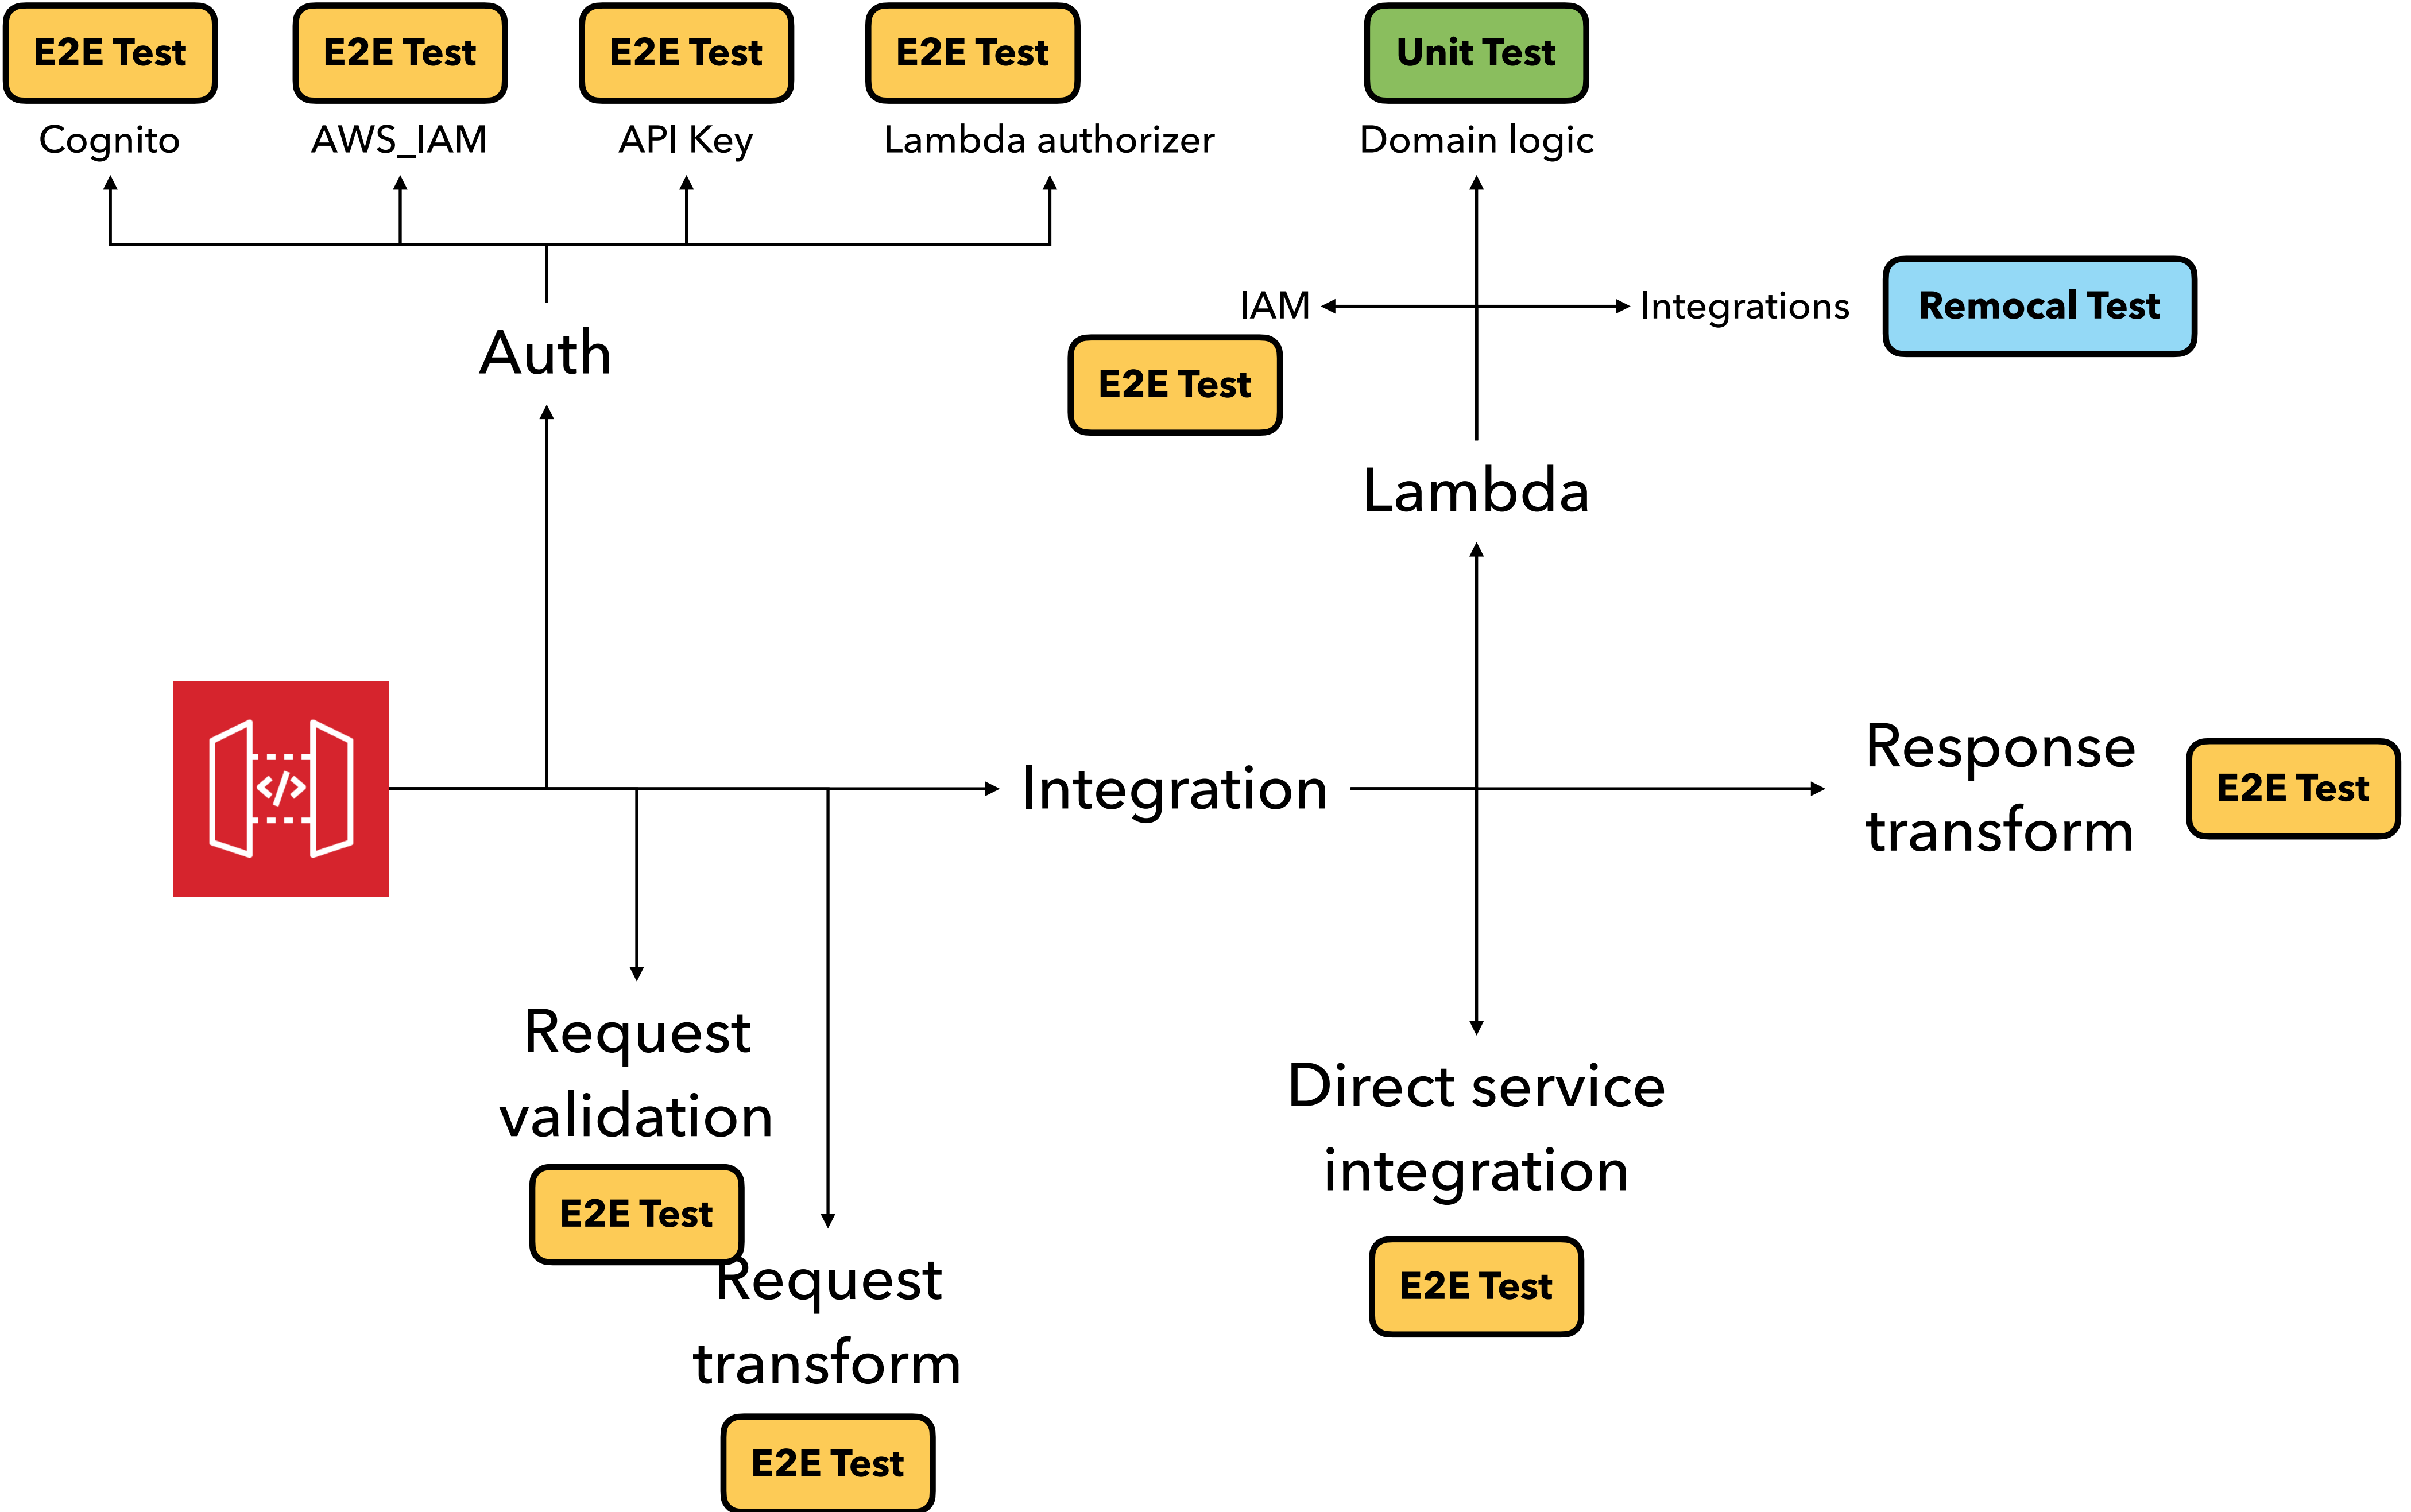 E2E Test
E2E Test
E2E Test
E2E Test
Unit Test
Cognito
AWS_IAM
API Key
Lambda authorizer
Domain logic
IAM
Integrations
Remocal Test
Auth
E2E Test
Lambda
Integration
Response
transform
E2E Test
</>
Request
validation
E2E Test
Request
transform
E2E Test
Direct service
integration
E2E Test